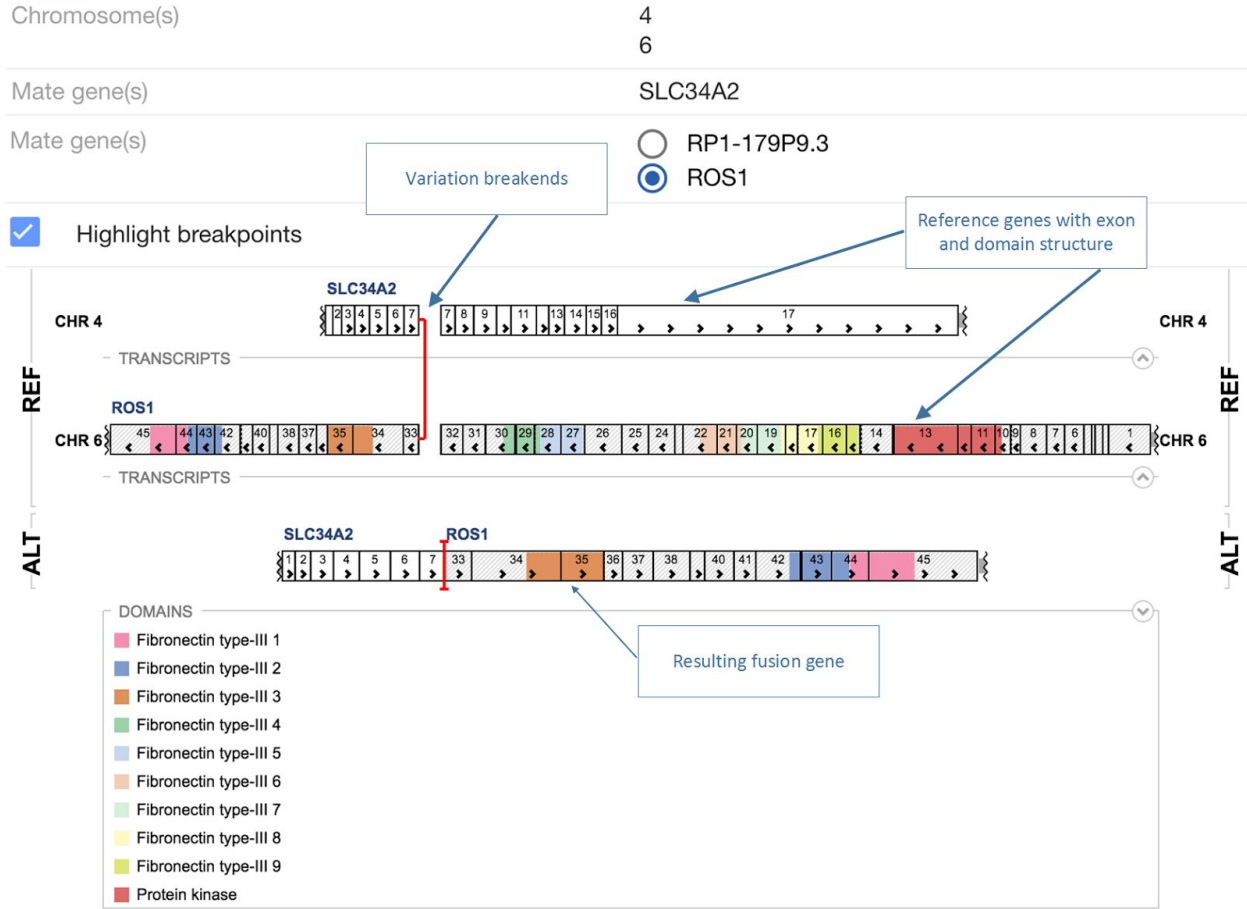 Chromosome(s) 4
6
Mate gene(s) SLC34A2
Mate gene(s) RP1-179P9.3
ROS1
Variation breakends
Highlight breakpoints
Reference genes with exon
and domain structure
SLC34A2
CHR 4 2 3 4 5 6 7 7 8 9 11 13 14 15 16 17 CHR 4
TRANSCRIPTS
REF REF
ROS1
CHR 6 45 44 43 42 40 38 37 35 34 33 32 31 30 29 28 27 26 25 24 22 21 20 19 17 16 14 13 11 10 9 8 7 6 1 CHR 6
TRANSCRIPTS
SLC34A2 ROS1
ALT 1 2 3 4 5 6 7 33 34 35 36 37 38 40 41 42 43 44 45 ALT
DOMAINS
Fibronectin type-III 1
Fibronectin type-III 2
Resulting fusion gene
Fibronectin type-III 3
Fibronectin type-III 4
Fibronectin type-III 5
Fibronectin type-III 6
Fibronectin type-III 7
Fibronectin type-III 8
Fibronectin type-III 9
Protein kinase